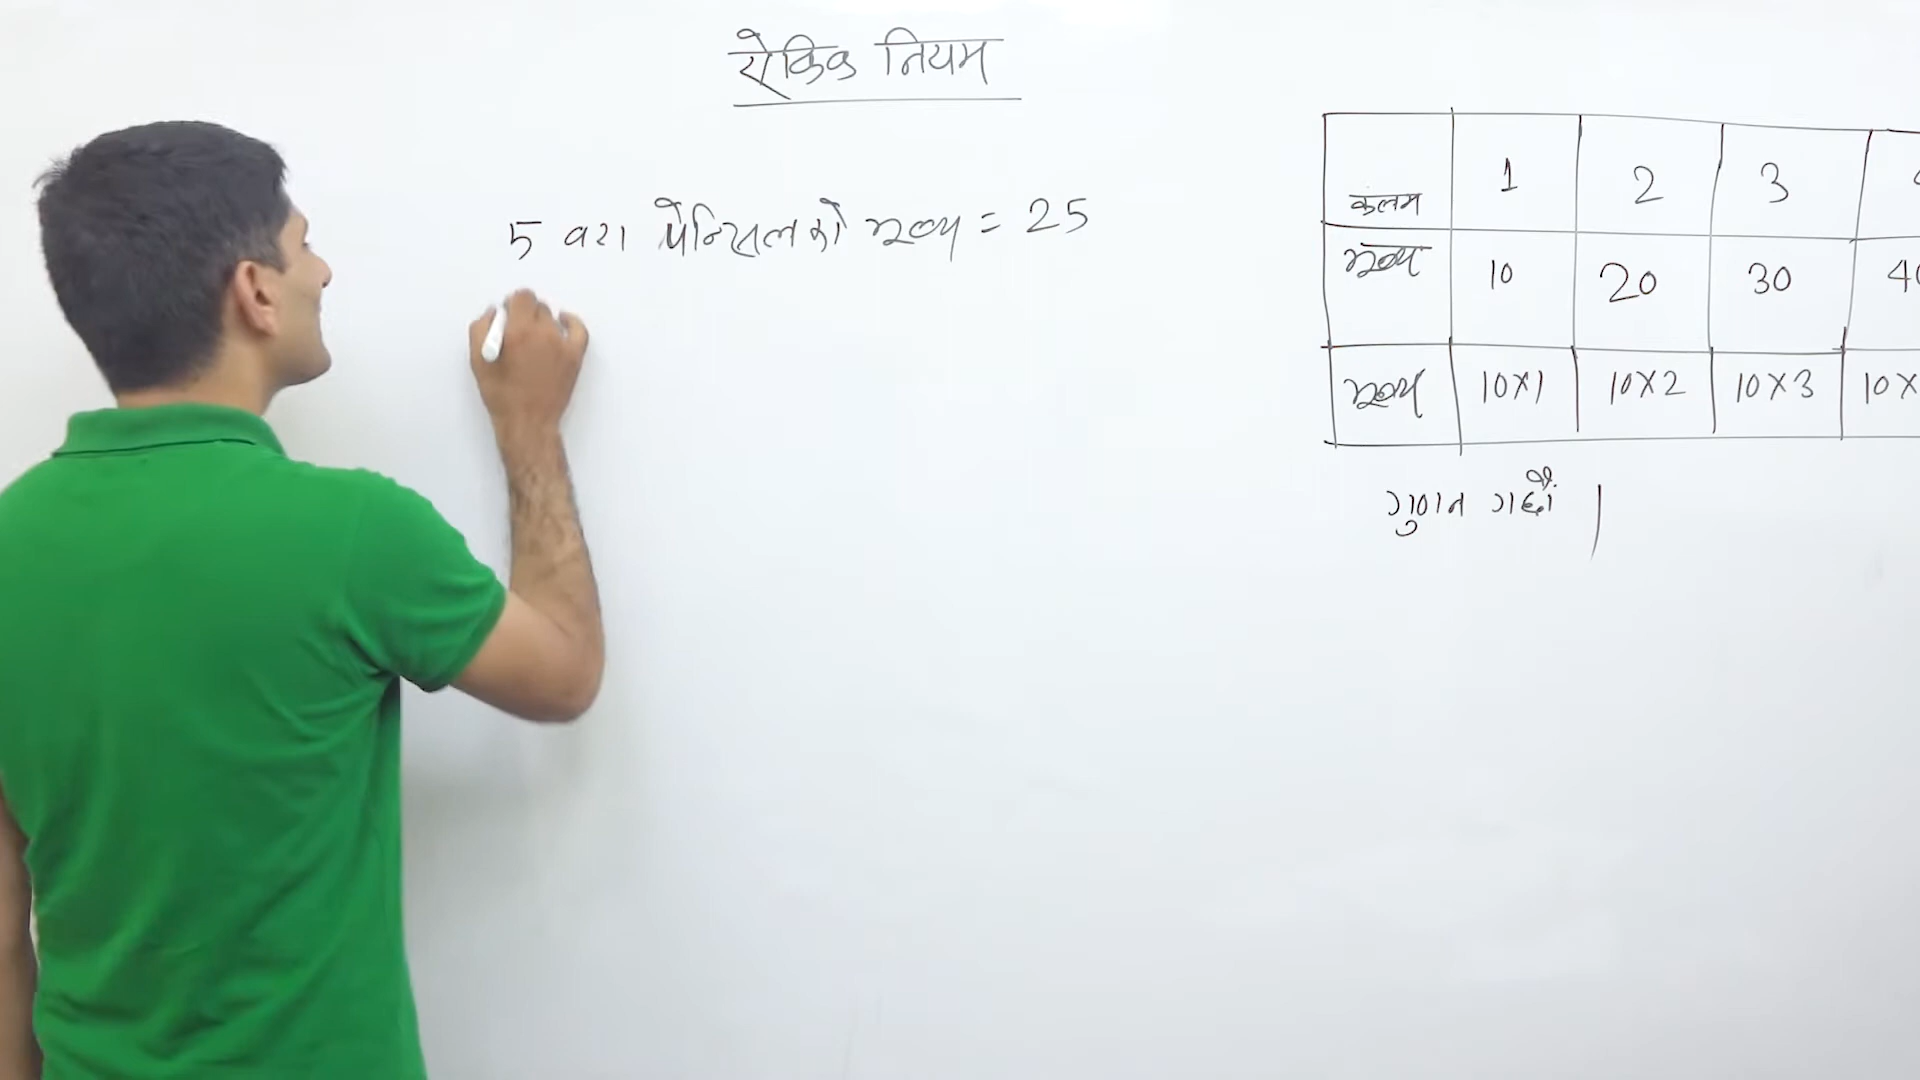 ऐकिक नियम
5 वटा पेन्सिलको मूल्य = 25
कलम 1 2 3
मूल्य 10 20 30 40
मूल्य 10×1 10×2 10×3 10×
गुणन गर्छौं ।